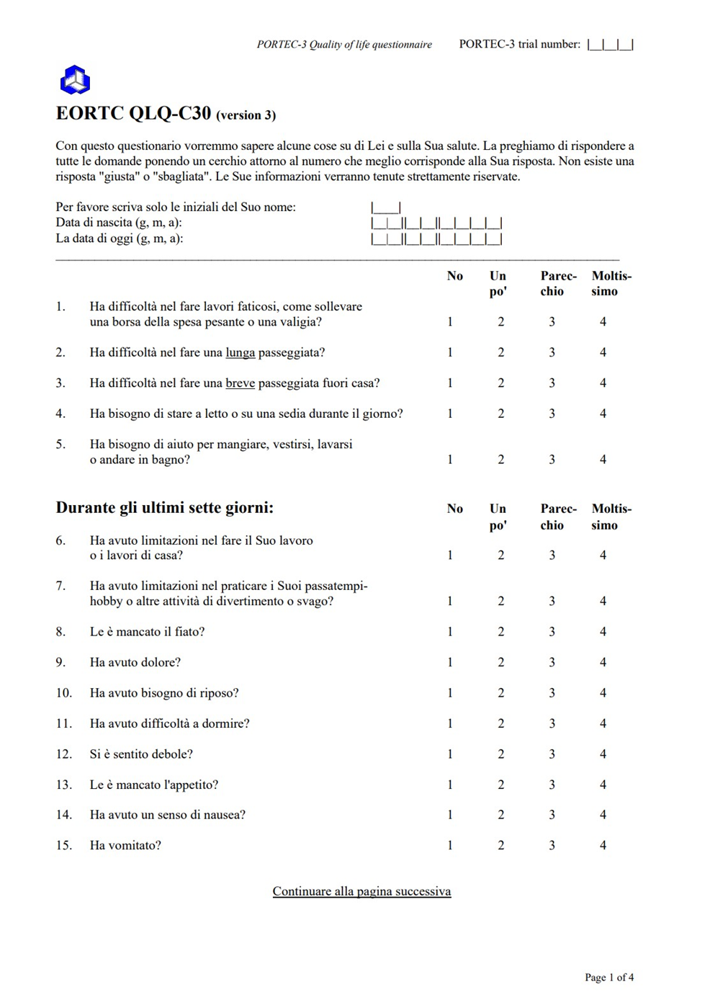 PORTEC-3 Quality of life questionnaire PORTEC-3 trial number: |__|__|__|
EORTC QLQ-C30 (version 3)
Con questo questionario vorremmo sapere alcune cose su di Lei e sulla Sua salute. La preghiamo di rispondere a
tutte le domande ponendo un cerchio attorno al numero che meglio corrisponde alla Sua risposta. Non esiste una
risposta "giusta" o "sbagliata". Le Sue informazioni verranno tenute strettamente riservate.
Per favore scriva solo le iniziali del Suo nome: |____|
Data di nascita (g, m, a): |__|__||__|__||__|__|__|__|
La data di oggi (g, m, a): |__|__||__|__||__|__|__|__|
No Un Parec- Moltis-
po' chio simo
1. Ha difficoltà nel fare lavori faticosi, come sollevare
una borsa della spesa pesante o una valigia? 1 2 3 4
2. Ha difficoltà nel fare una lunga passeggiata? 1 2 3 4
3. Ha difficoltà nel fare una breve passeggiata fuori casa? 1 2 3 4
4. Ha bisogno di stare a letto o su una sedia durante il giorno? 1 2 3 4
5. Ha bisogno di aiuto per mangiare, vestirsi, lavarsi
o andare in bagno? 1 2 3 4
Durante gli ultimi sette giorni: No Un Parec- Moltis-
po' chio simo
6. Ha avuto limitazioni nel fare il Suo lavoro
o i lavori di casa? 1 2 3 4
7. Ha avuto limitazioni nel praticare i Suoi passatempi-
hobby o altre attività di divertimento o svago? 1 2 3 4
8. Le è mancato il fiato? 1 2 3 4
9. Ha avuto dolore? 1 2 3 4
10. Ha avuto bisogno di riposo? 1 2 3 4
11. Ha avuto difficoltà a dormire? 1 2 3 4
12. Si è sentito debole? 1 2 3 4
13. Le è mancato l'appetito? 1 2 3 4
14. Ha avuto un senso di nausea? 1 2 3 4
15. Ha vomitato? 1 2 3 4
Continuare alla pagina successiva
Page 1 of 4